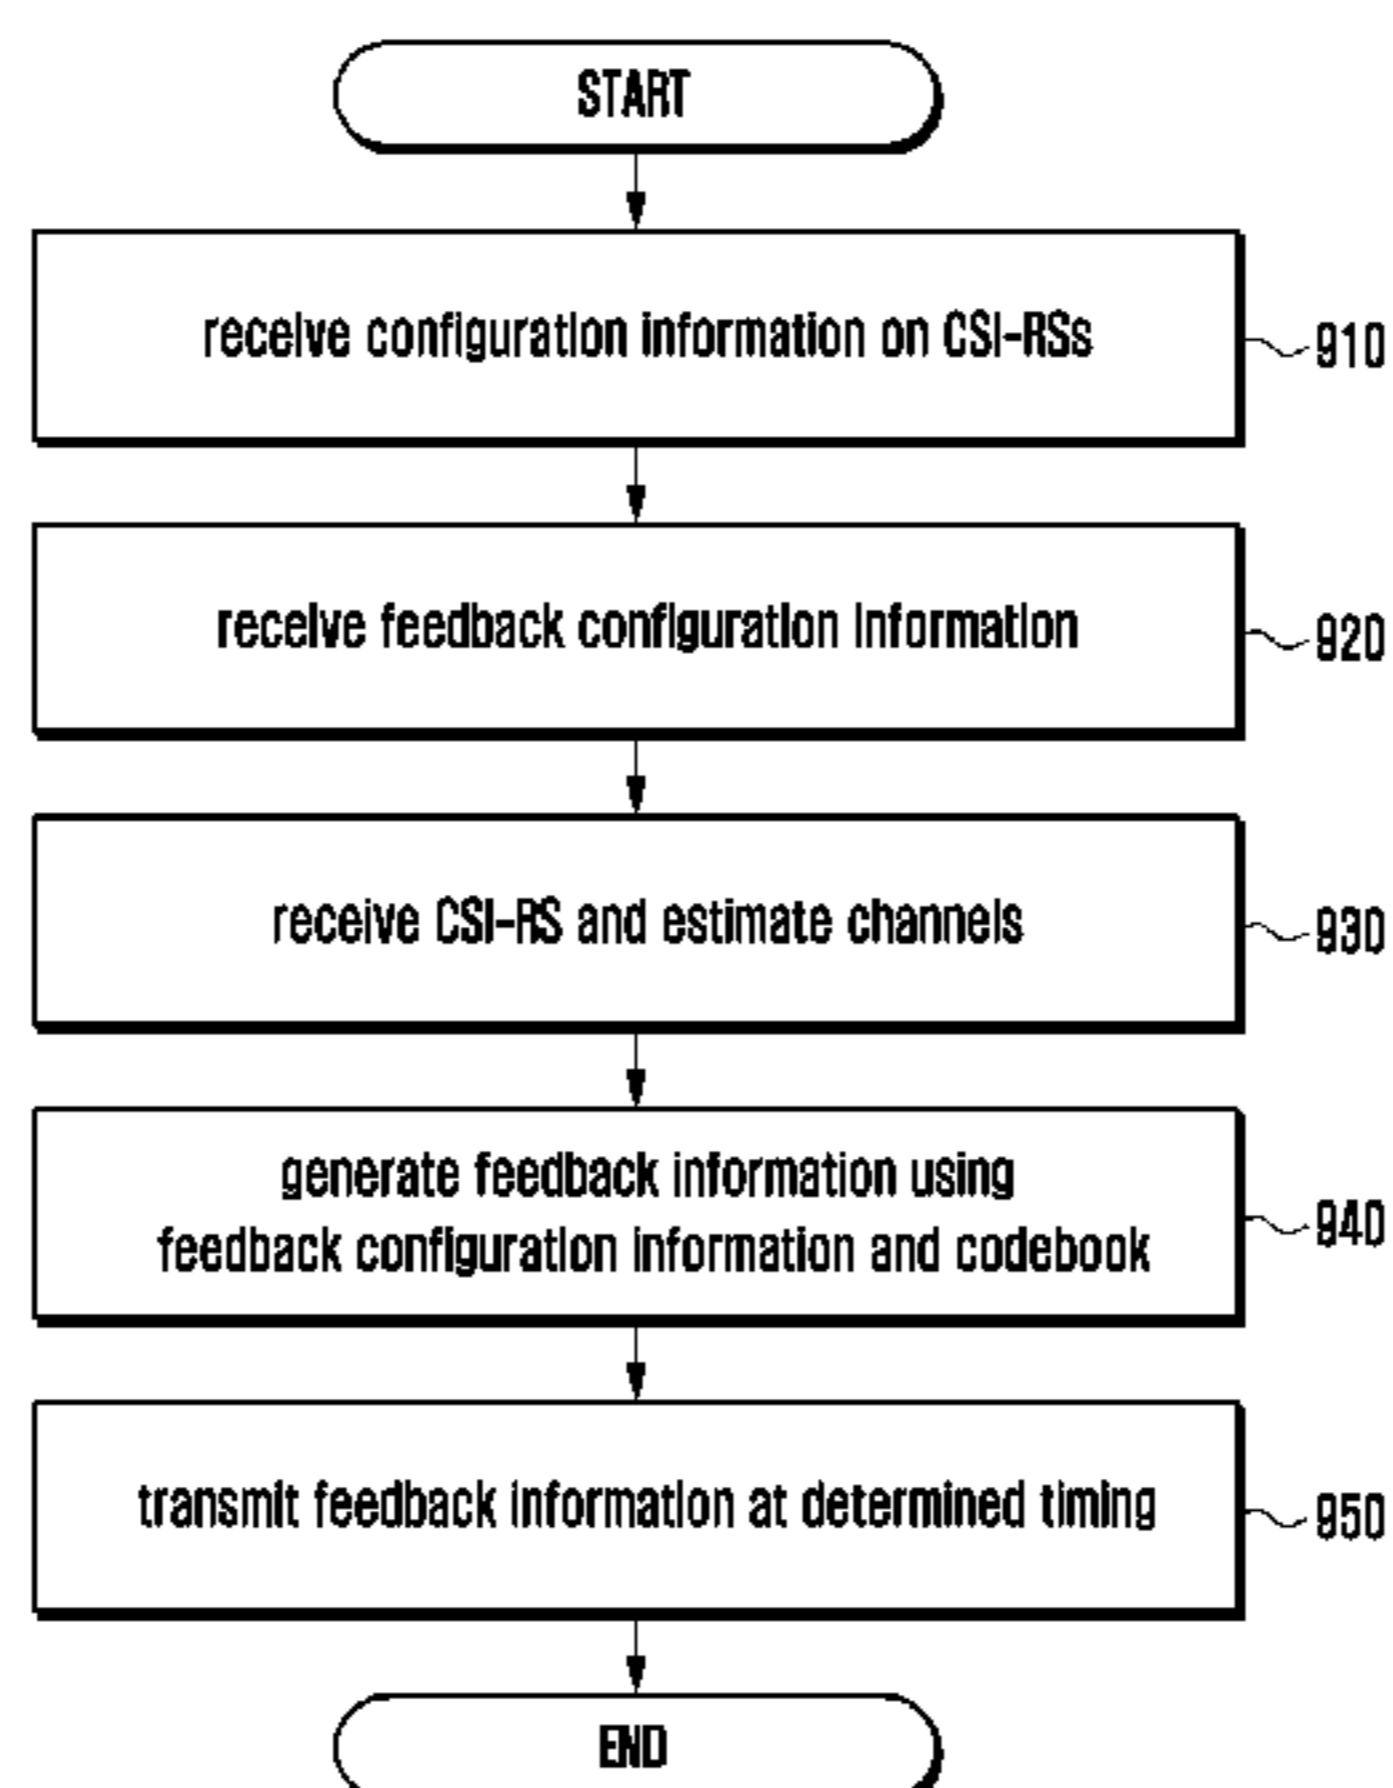 START
receive configuration information on CSI-RSs
910
receive feedback configuration information
920
receive CSI-RS and estimate channels
930
generate feedback information using
feedback configuration information and codebook
940
transmit feedback information at determined timing
950
END